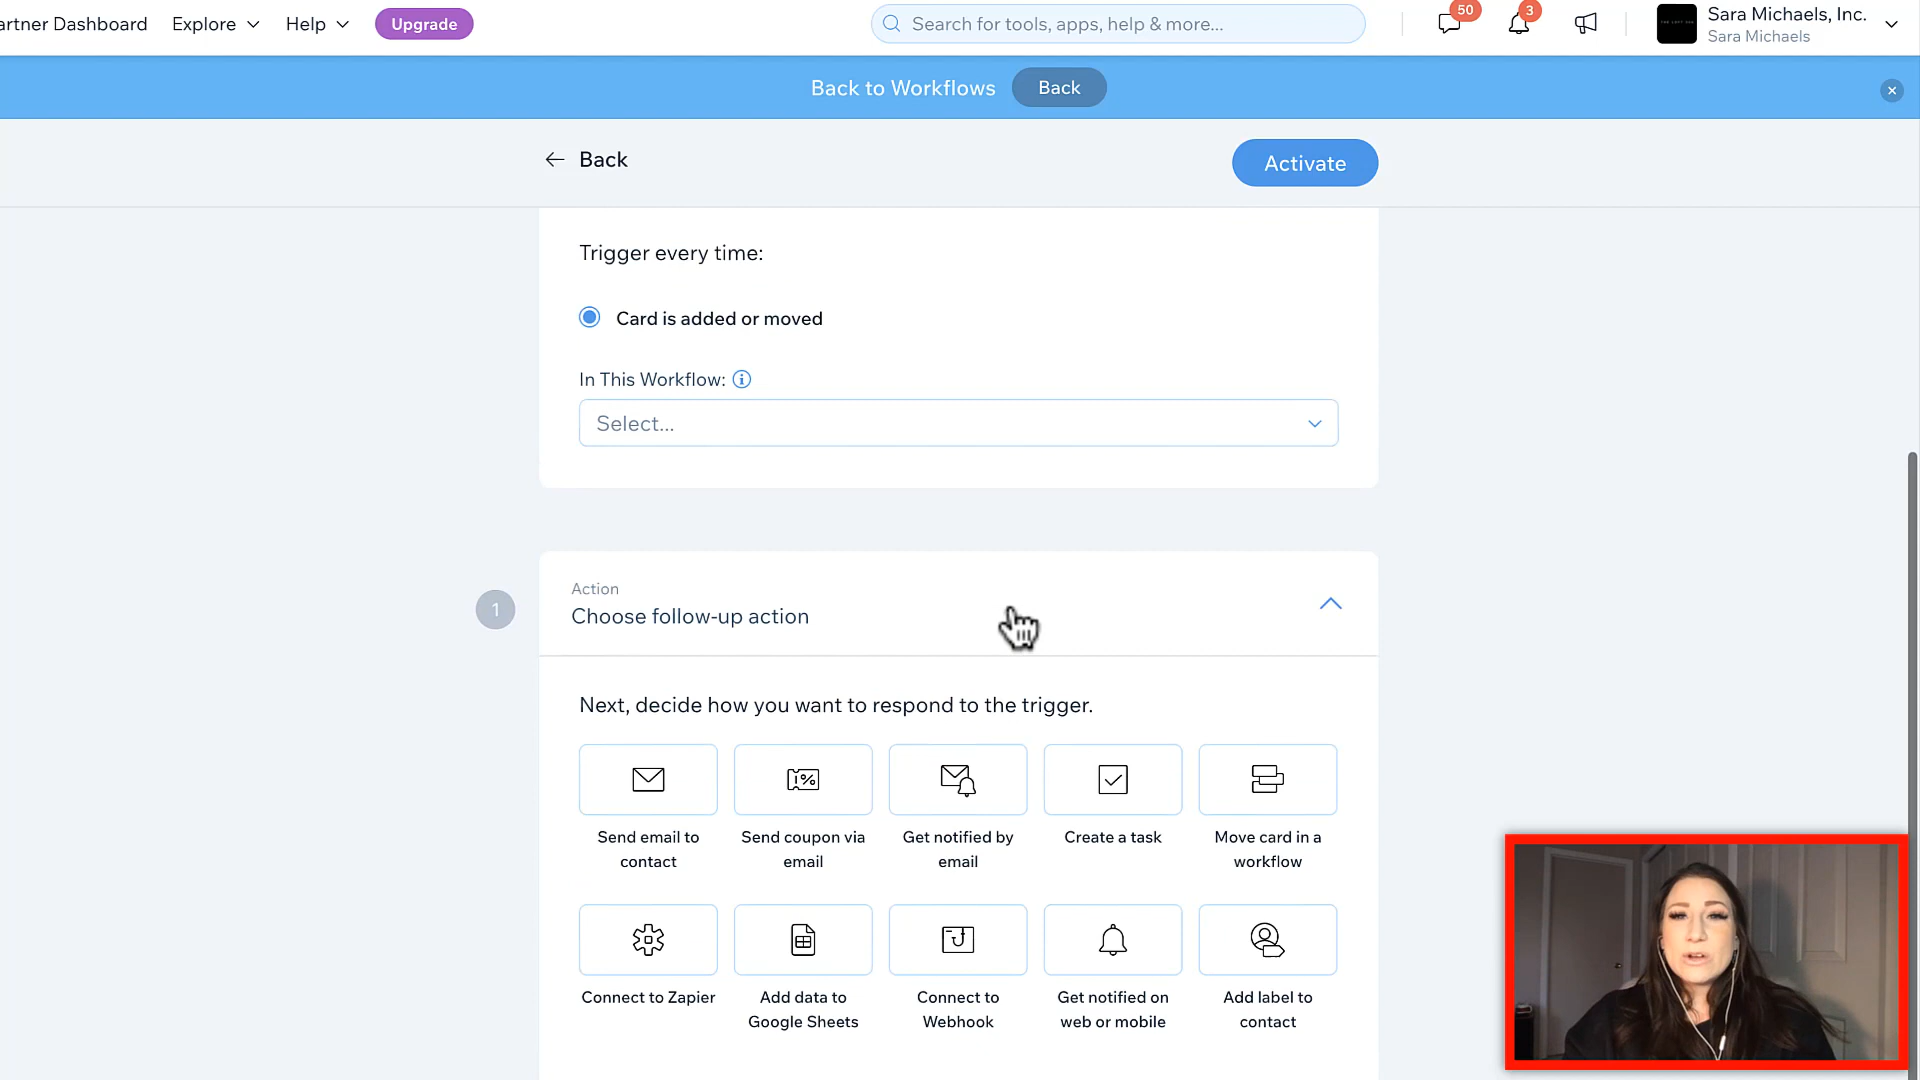 artner Dashboard
Explore
Help
Upgrade
Search for tools, apps, help & more...
50
3
Sara Michaels, Inc.
Sara Michaels
Back to Workflows
Back
Back
Activate
Trigger every time:
Card is added or moved
In This Workflow:
Select...
1
Action
Choose follow-up action
Next, decide how you want to respond to the trigger.
Send email to
contact
Send coupon via
email
Get notified by
email
Create a task
Move card in a
workflow
Connect to Zapier
Add data to
Google Sheets
Connect to
Webhook
Get notified on
web or mobile
Add label to
contact